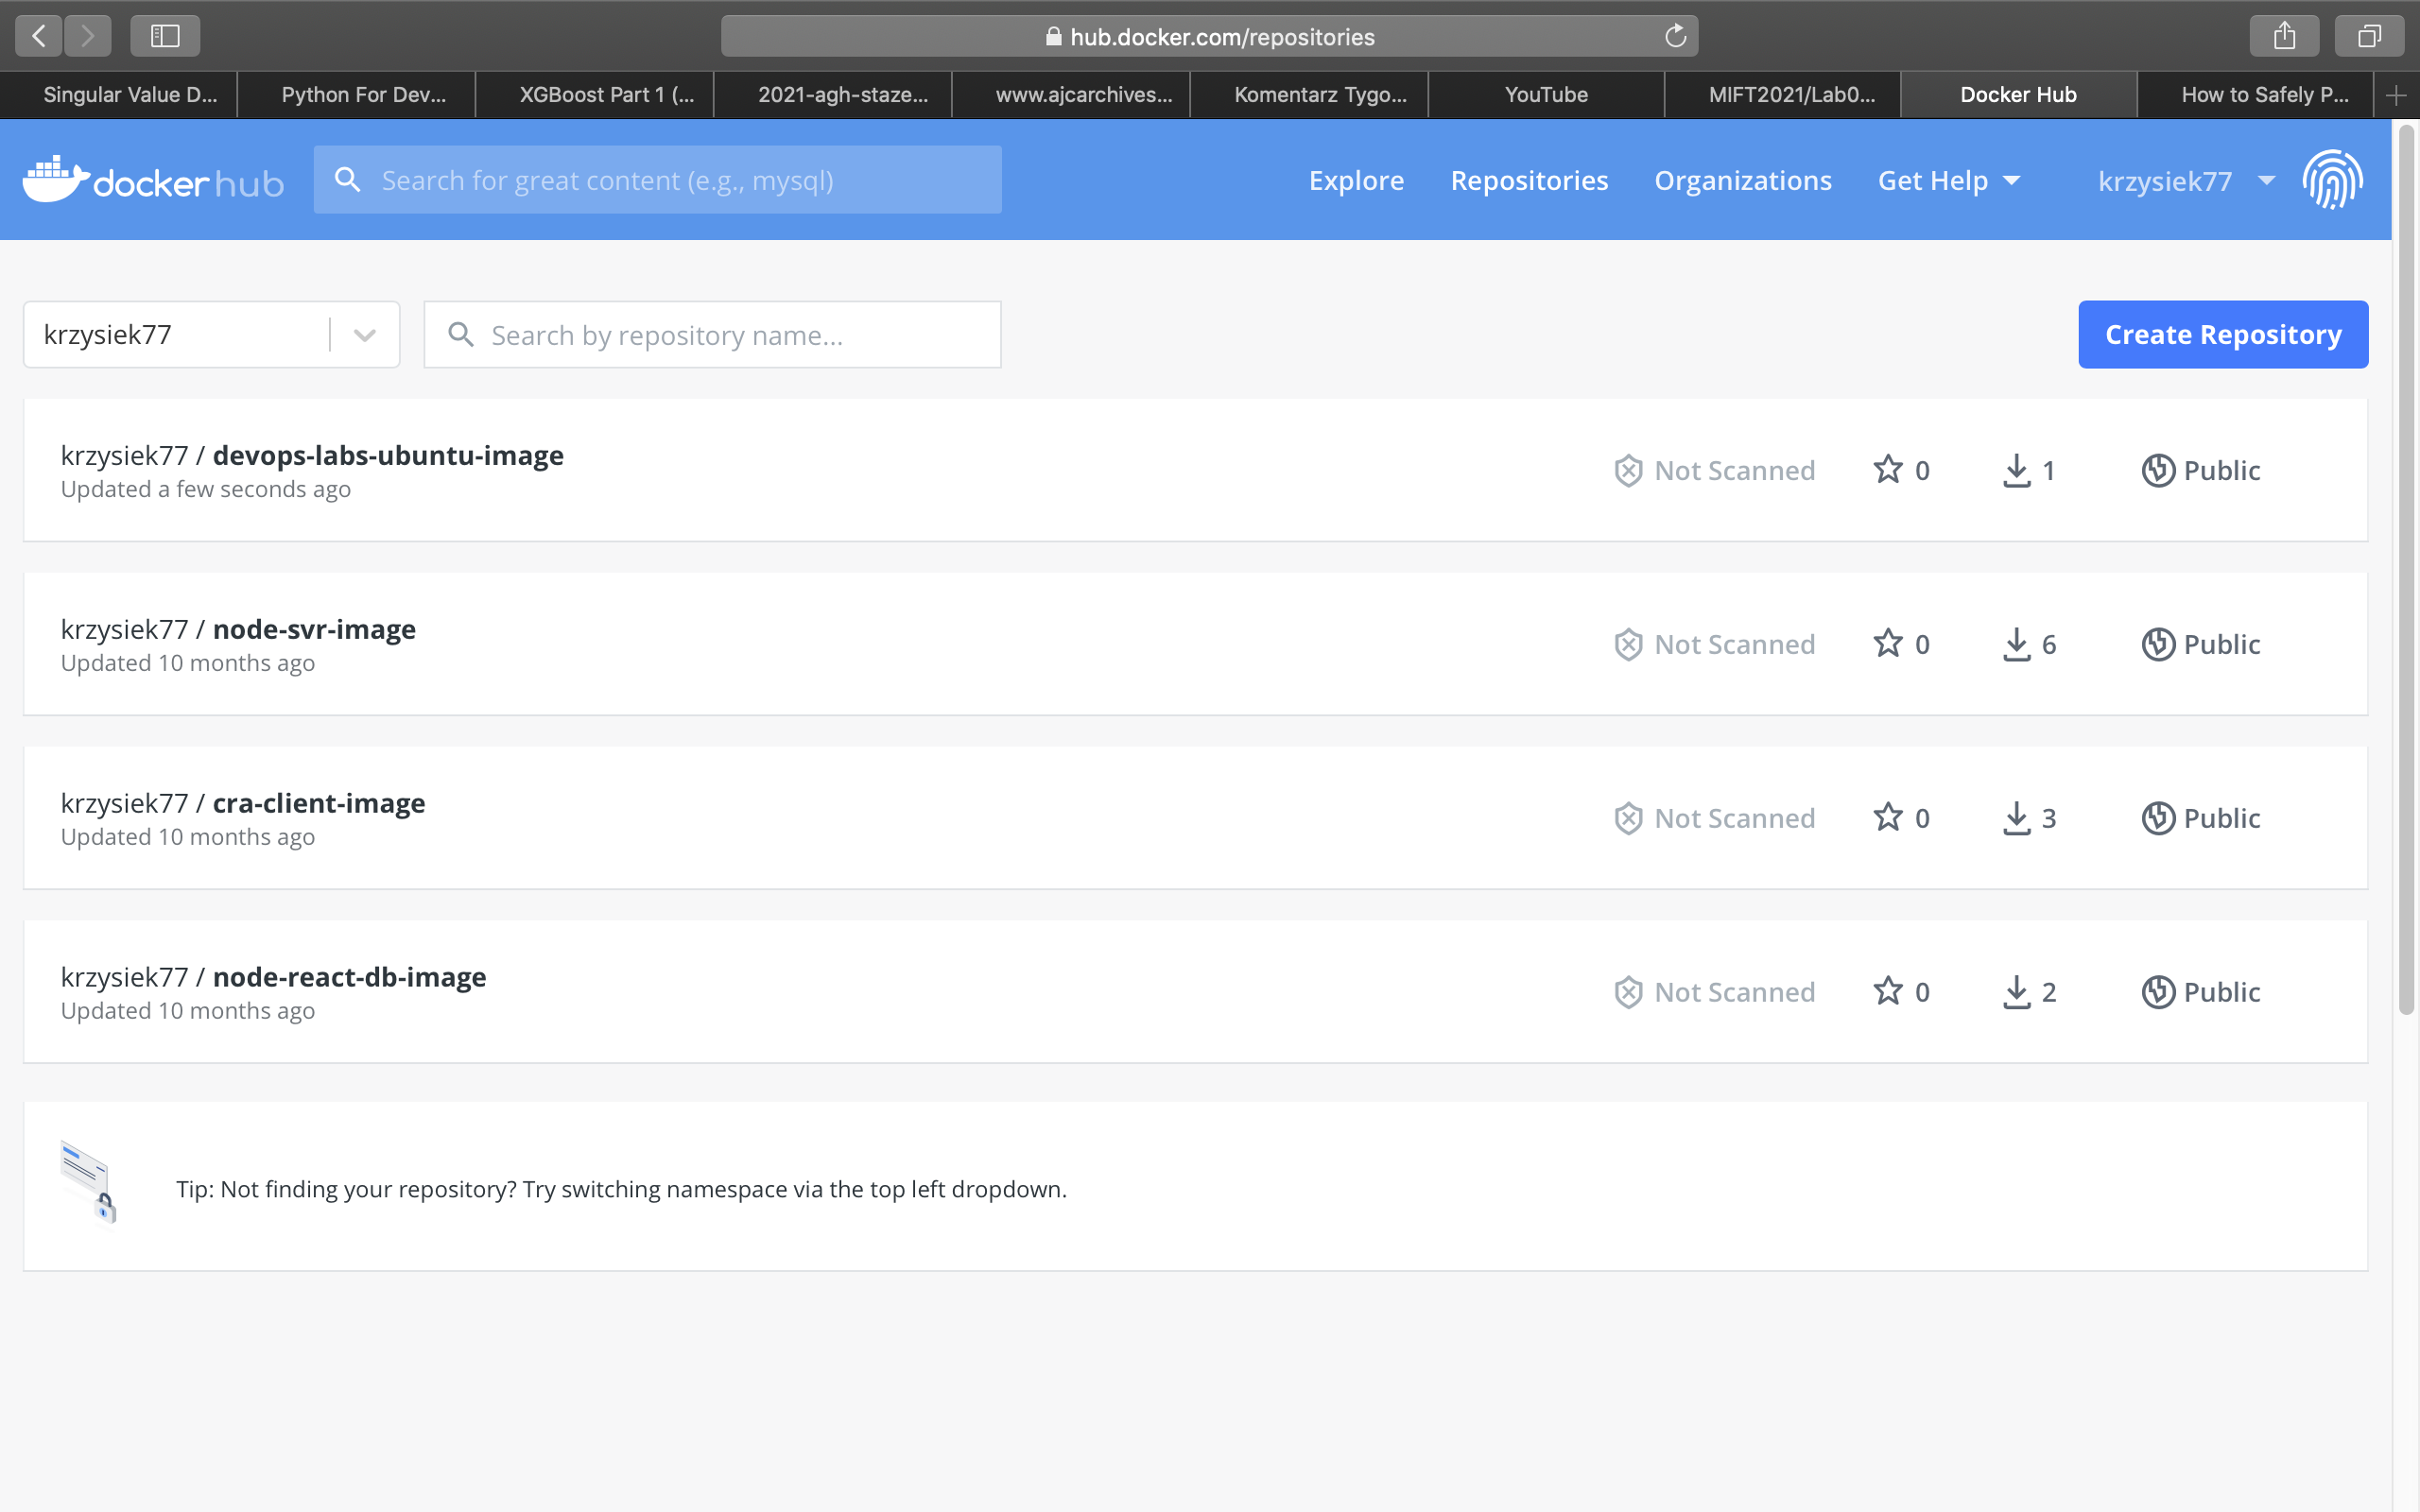 hub.docker.com/repositories
Singular Value D... Python For Dev... XGBoost Part 1 (... 2021-agh-staze... www.ajcarchives... Komentarz Tygo... YouTube MIFT2021/Lab0... Docker Hub How to Safely P...
docker hub Search for great content (e.g., mysql) Explore Repositories Organizations Get Help krzysiek77
krzysiek77 Search by repository name... Create Repository
krzysiek77 / devops-labs-ubuntu-image
Updated a few seconds ago
Not Scanned 0 1 Public
krzysiek77 / node-svr-image
Updated 10 months ago
Not Scanned 0 6 Public
krzysiek77 / cra-client-image
Updated 10 months ago
Not Scanned 0 3 Public
krzysiek77 / node-react-db-image
Updated 10 months ago
Not Scanned 0 2 Public
Tip: Not finding your repository? Try switching namespace via the top left dropdown.